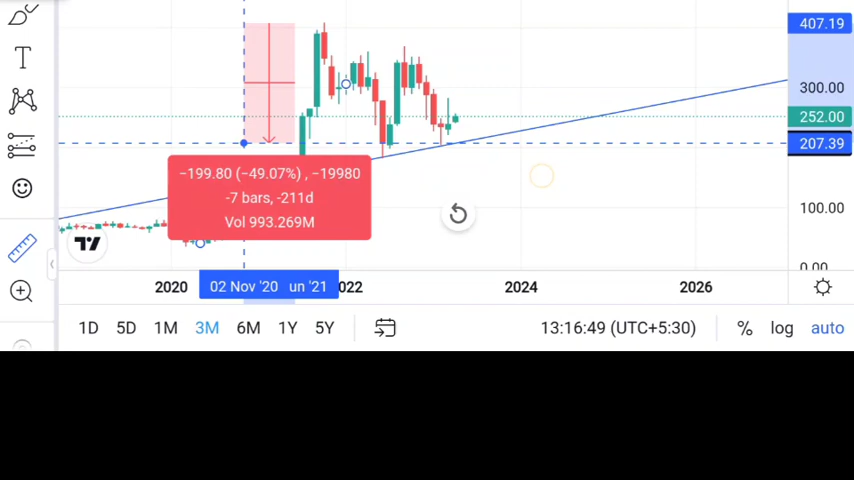 407.19
300.00
252.00
207.39
−199.80 (−49.07%) , −19980
-7 bars, -211d
Vol 993.269M
100.00
0.00
2020
02 Nov '20
un '21
022
2024
2026
1D 5D 1M 3M 6M 1Y 5Y
13:16:49 (UTC+5:30)
% log auto